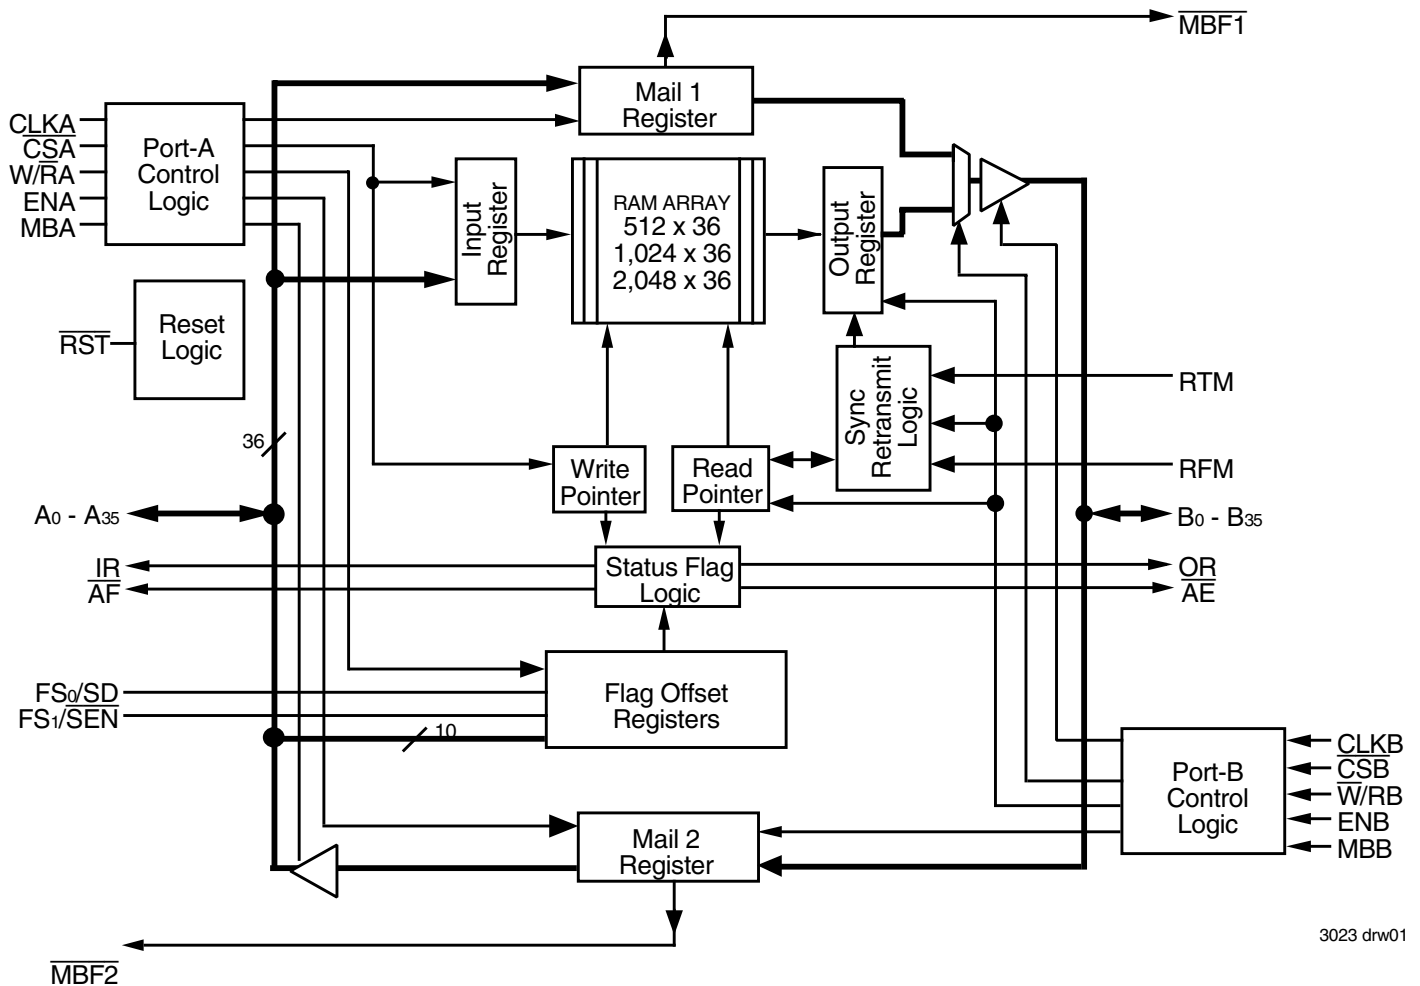 MBF1
Mail 1
Register
CLKA
CSA
W/RA
ENA
MBA
Port-A
Control
Logic
Input
Register
RAM ARRAY
512 x 36
1,024 x 36
2,048 x 36
Output
Register
RST
Reset
Logic
Sync
Retransmit
Logic
RTM
RFM
36
Write
Pointer
Read
Pointer
A0 - A35
B0 - B35
IR
AF
Status Flag
Logic
OR
AE
FS0/SD
FS1/SEN
10
Flag Offset
Registers
Port-B
Control
Logic
CLKB
CSB
W/RB
ENB
MBB
Mail 2
Register
MBF2
3023 drw01